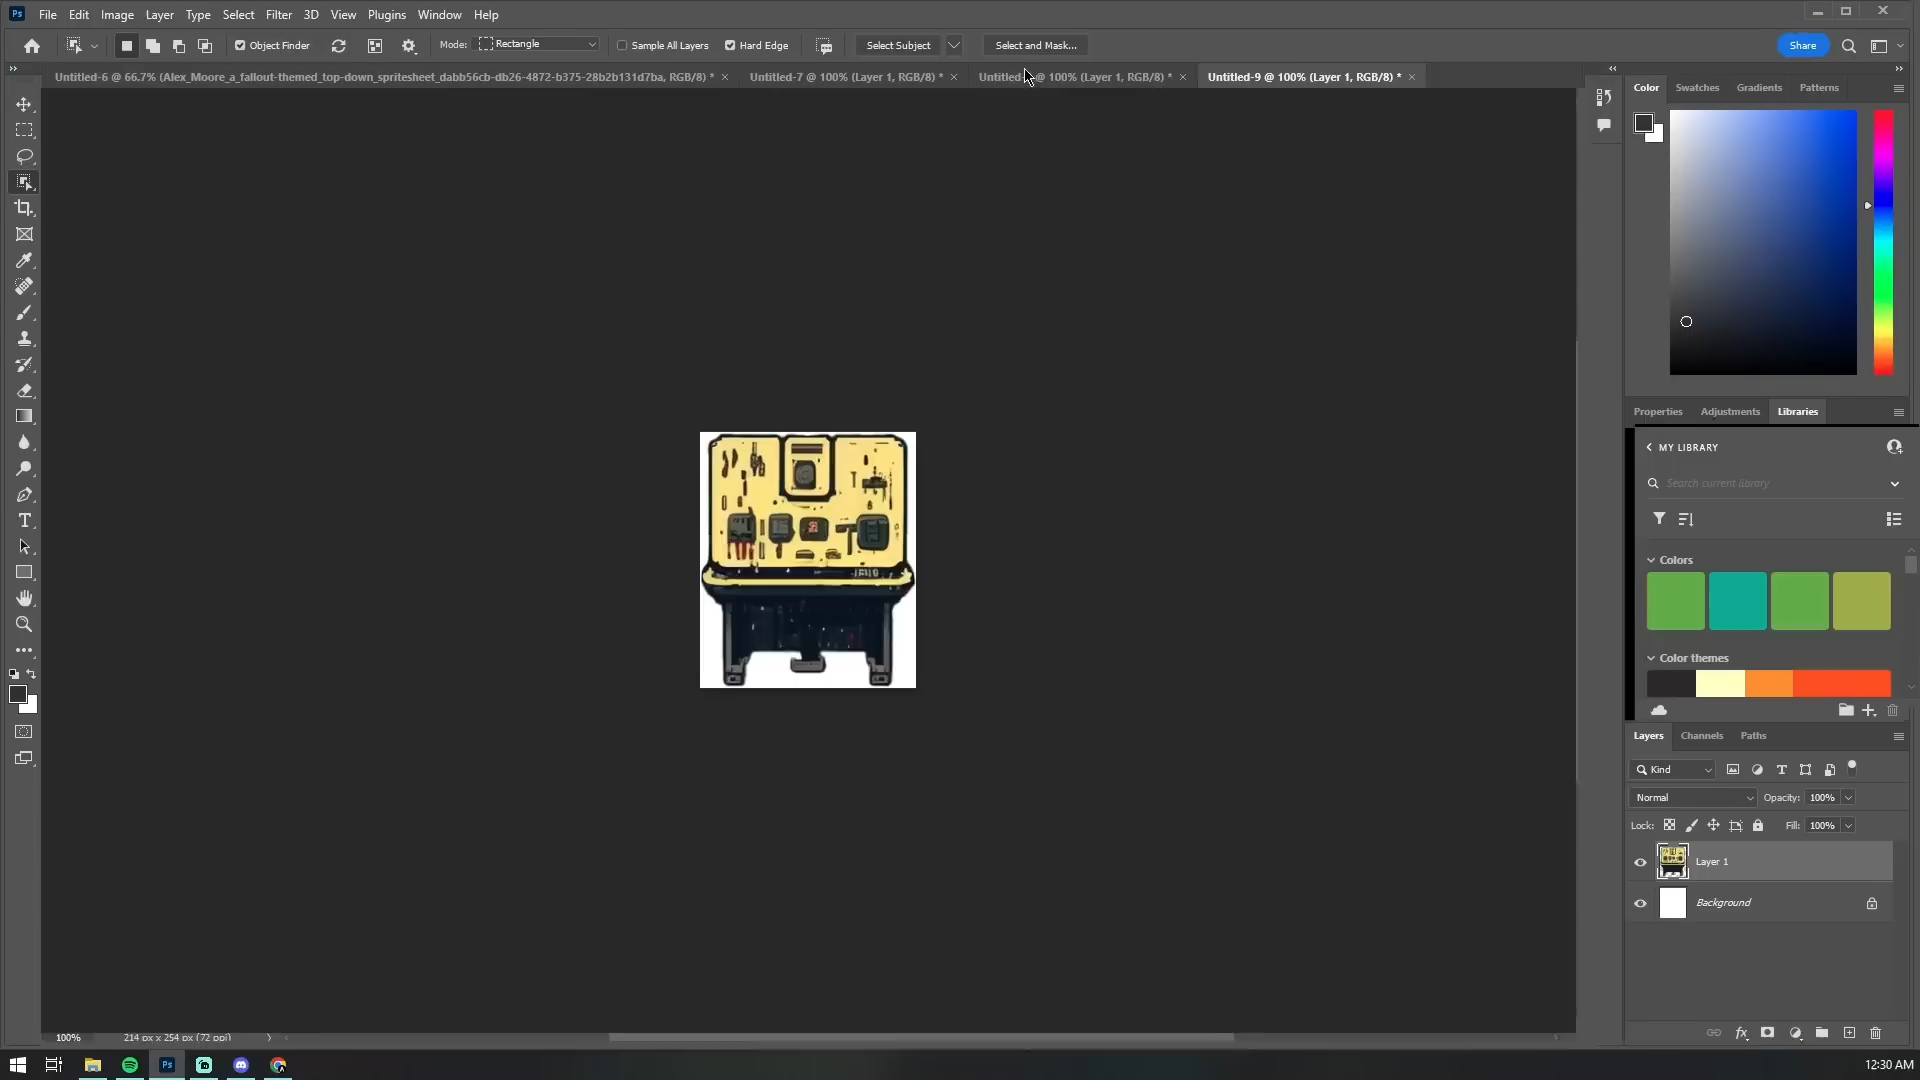 Ps File Edit Image Layer Type Select Filter 3D View Plugins Window Help
Object Finder Mode: Rectangle Sample All Layers Hard Edge Select Subject Select and Mask... Share
Untitled-6 @ 66.7% (Alex_Moore_a_fallout-themed_top-down_spritesheet_dabb56cb-db26-4872-b375-28b2b131d7ba, RGB/8) * Untitled-7 @ 100% (Layer 1, RGB/8) * Untitled- @ 100% (Layer 1, RGB/8) * Untitled-9 @ 100% (Layer 1, RGB/8) *
Color Swatches Gradients Patterns
Properties Adjustments Libraries
MY LIBRARY
Search current library
Colors
Color themes
Layers Channels Paths
Kind
Normal Opacity: 100%
Lock: Fill: 100%
Layer 1
Background
fx
100% 214 px x 254 px (72 ppi)
Ps
12:30 AM